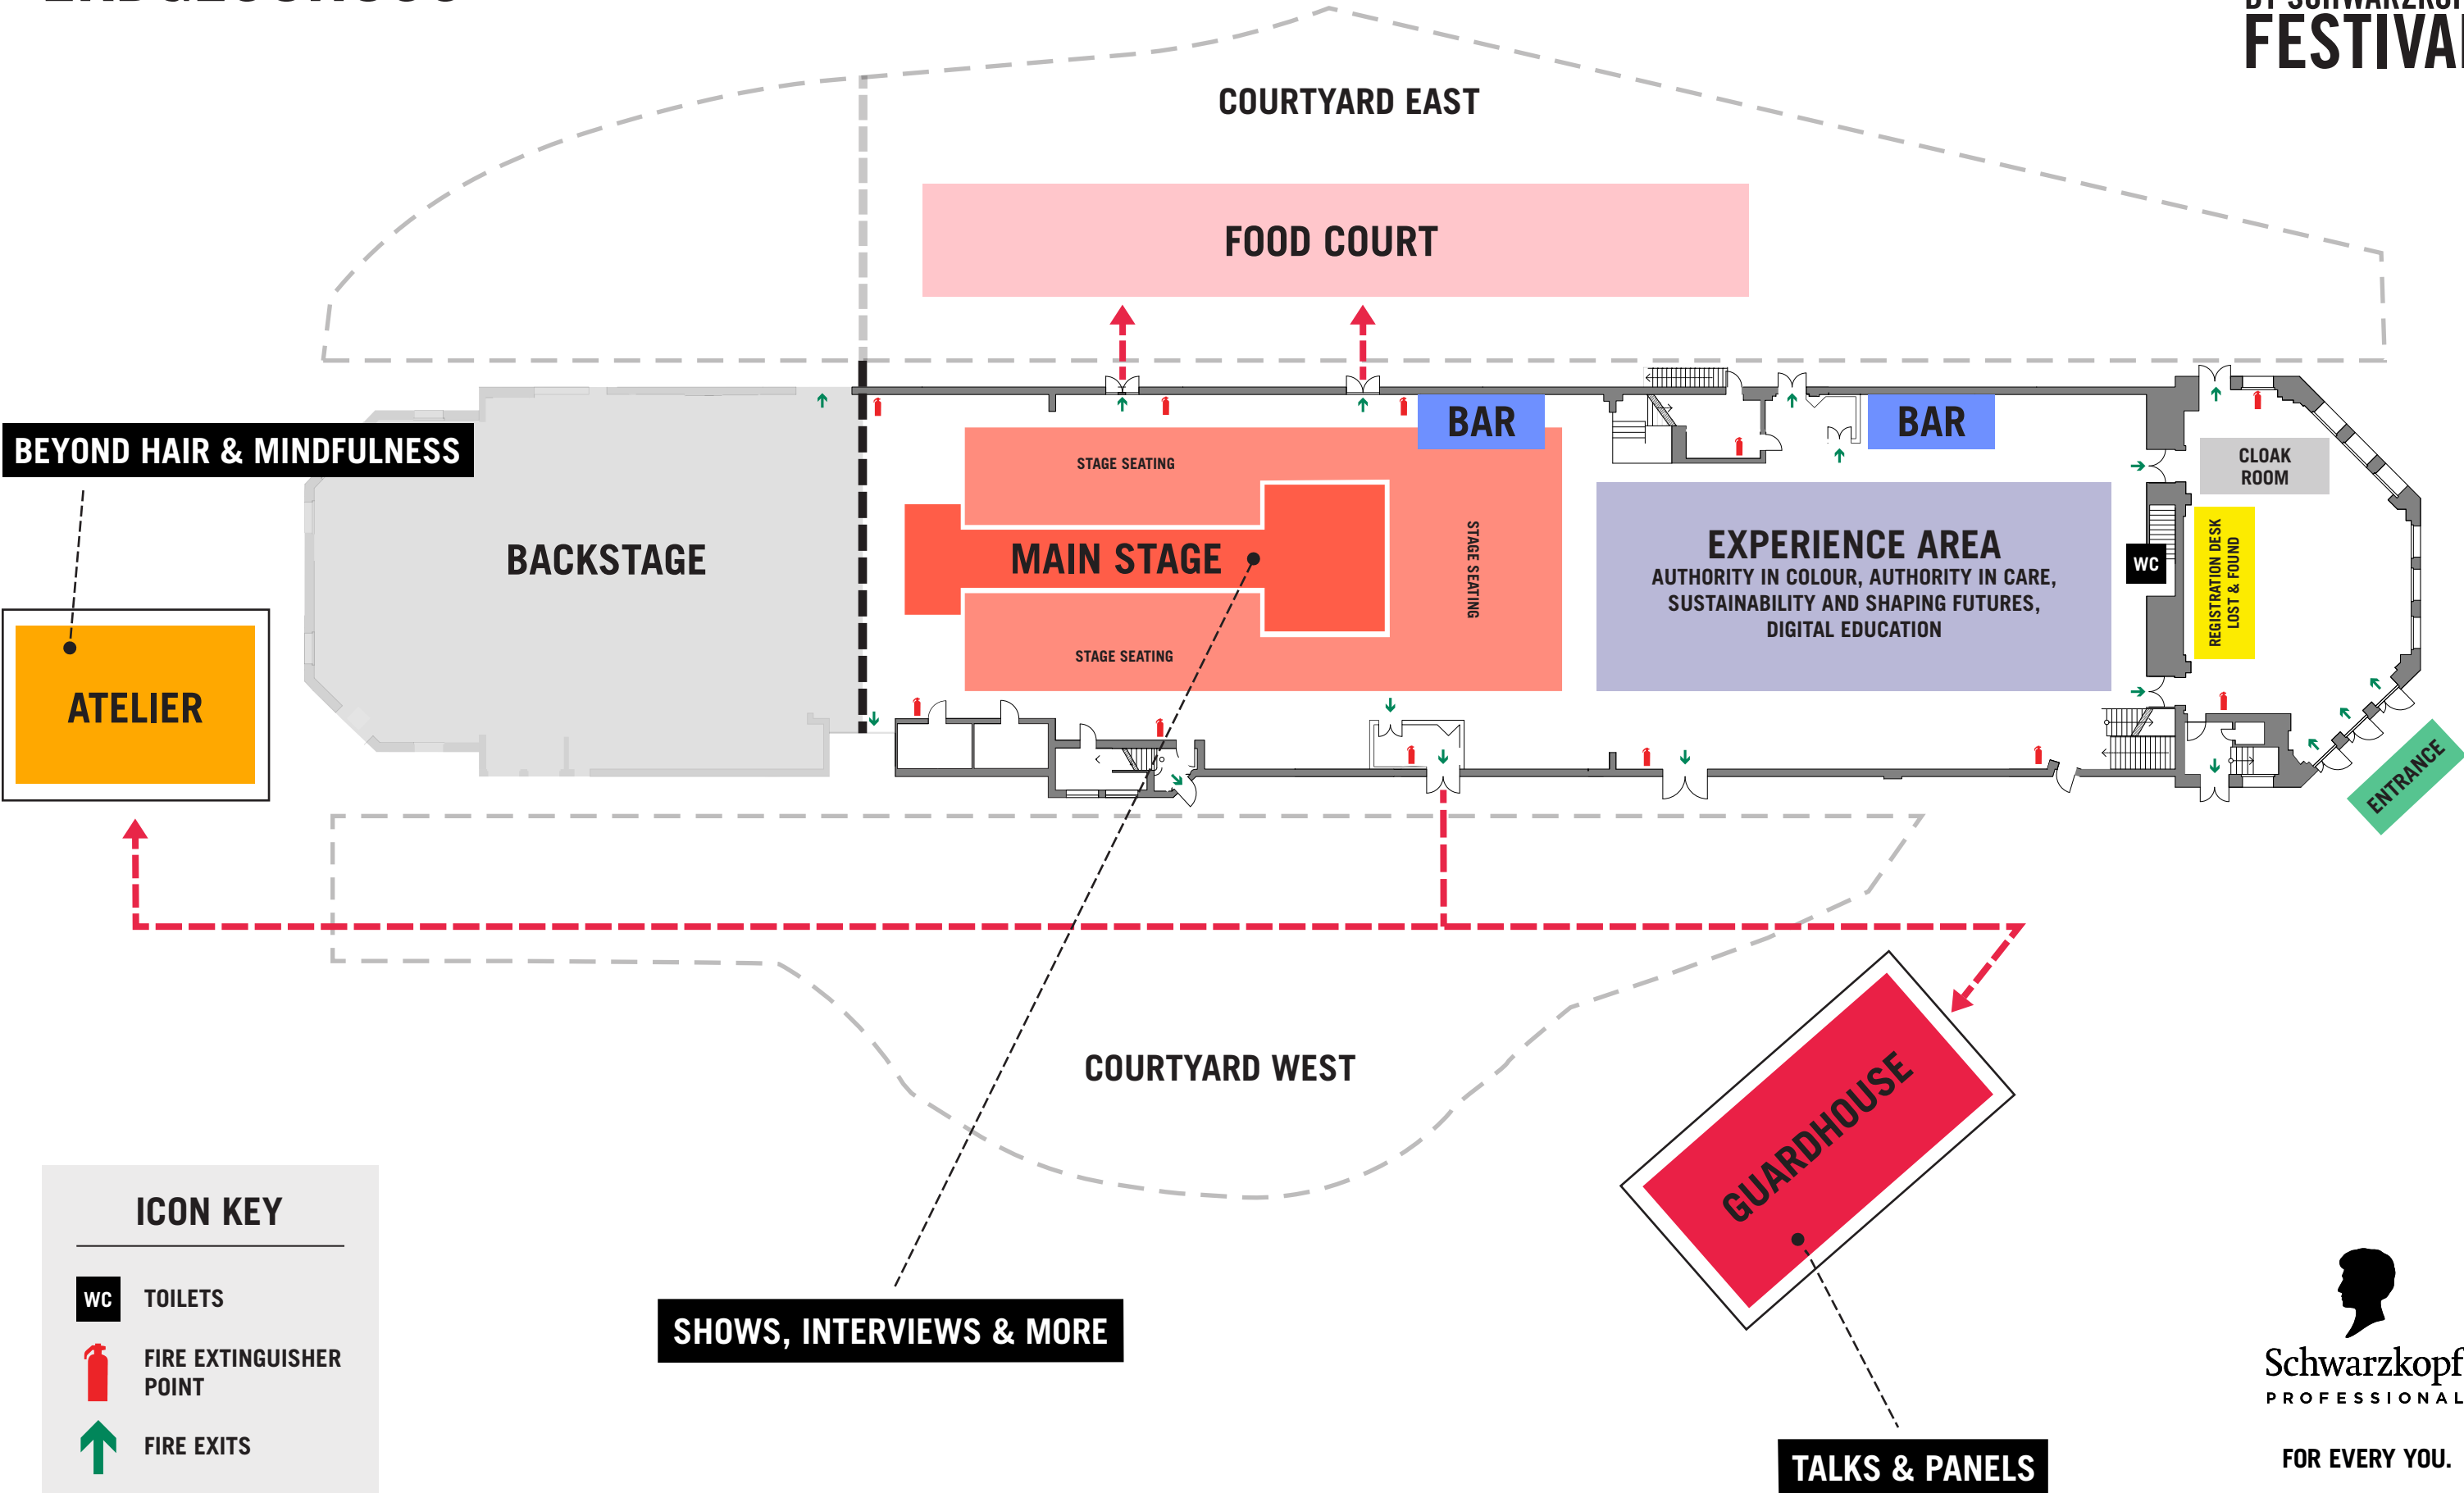 FESTIVAL
COURTYARD EAST
FOOD COURT
BAR
BAR
BEYOND HAIR & MINDFULNESS
STAGE SEATING
CLOAK
ROOM
BACKSTAGE
MAIN STAGE
STAGE SEATING
EXPERIENCE AREA
AUTHORITY IN COLOUR, AUTHORITY IN CARE,
SUSTAINABILITY AND SHAPING FUTURES,
DIGITAL EDUCATION
WC
REGISTRATION DESK
LOST & FOUND
STAGE SEATING
ATELIER
ENTRANCE
COURTYARD WEST
GUARDHOUSE
ICON KEY
WC TOILETS
FIRE EXTINGUISHER
POINT
FIRE EXITS
SHOWS, INTERVIEWS & MORE
TALKS & PANELS
Schwarzkopf
PROFESSIONAL
FOR EVERY YOU.